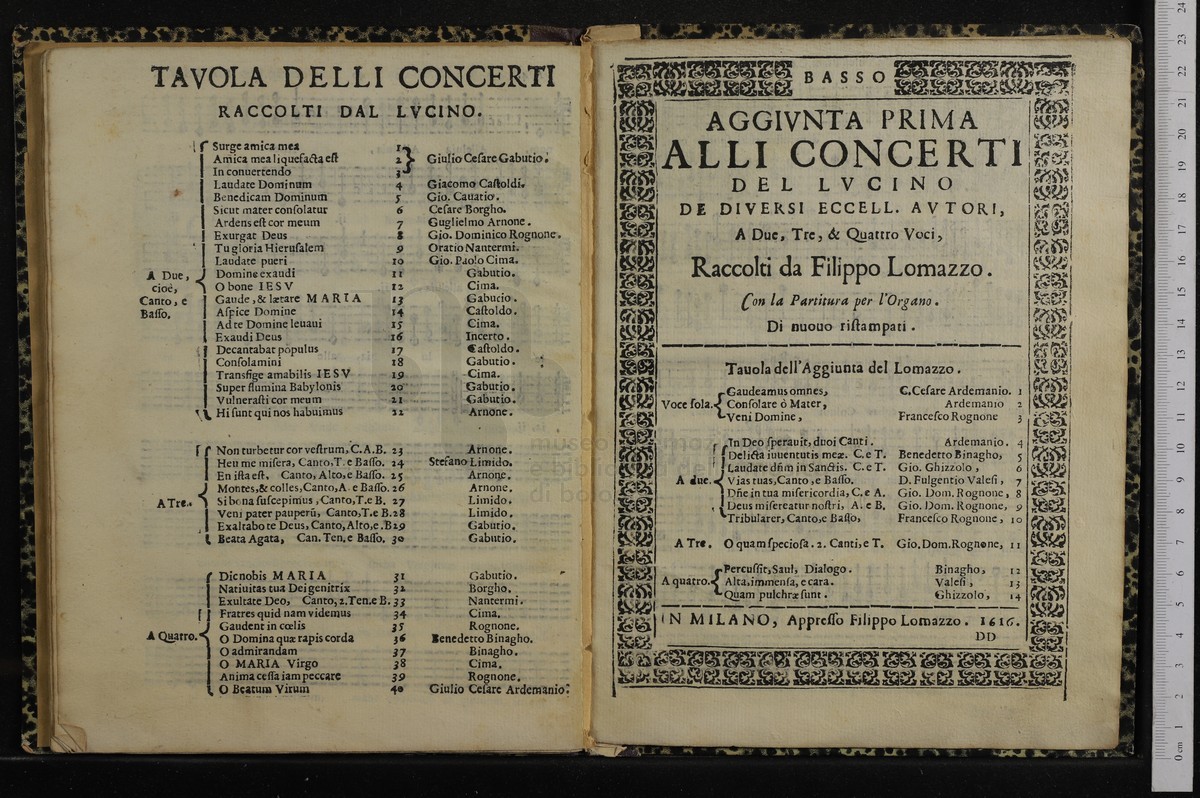 TAVOLA DELLI CONCERTI
RACCOLTI DAL LVCINO.
A Due, cioè, Canto, e Basso.
Surge amica mea 1
Amica mea liquefacta est 2 Giulio Cesare Gabutio.
In conuertendo 3
Laudate Dominum 4 Giacomo Castoldi.
Benedicam Dominum 5 Gio. Cauatio.
Sicut mater consolatur 6 Cesare Borgho.
Ardens est cor meum 7 Guglielmo Arnone.
Exurgat Deus 8 Gio. Dominico Rognone.
Tu gloria Hierusalem 9 Oratio Nantermi.
Laudate pueri 10 Gio. Paolo Cima.
Domine exaudi 11 Gabutio.
O bone IESV 12 Cima.
Gaude, & lætare MARIA 13 Gabutio.
Aspice Domine 14 Castoldo.
Ad te Domine leuaui 15 Cima.
Exaudi Deus 16 Incerto.
Decantabat populus 17 Castoldo.
Consolamini 18 Gabutio.
Transfige amabilis IESV 19 Cima.
Super flumina Babylonis 20 Gabutio.
Vulnerasti cor meum 21 Gabutio.
Hi sunt qui nos habuimus 22 Arnone.
A Tre.
Non turbetur cor vestrum, C.A.B. 23 Arnone.
Heu me misera, Canto, T. e Basso. 24 Stefano Limido.
En ista est, Canto, Alto, e Basso. 25 Arnone.
Montes, & colles, Canto, A. e Basso. 26 Arnone.
Si bona suscepimus, Canto, T. e B. 27 Limido.
Veni pater pauperū, Canto, T. e B. 28 Limido.
Exaltabo te Deus, Canto, Alto, e. B 29 Gabutio.
Beata Agata, Can. Ten. e Basso. 30 Gabutio.
A Quatro.
Dic nobis MARIA 31 Gabutio.
Natiuitas tua Dei genitrix 32 Borgho.
Exultate Deo, Canto, 2. Ten. e B. 33 Nantermi.
Fratres quid nam videmus 34 Cima.
Gaudent in cœlis 35 Rognone.
O Domina quæ rapis corda 36 Benedetto Binagho.
O admirandam 37 Binagho.
O MARIA Virgo 38 Cima.
Anima cessa iam peccare 39 Rognone.
O Beatum Virum 40 Giulio Cesare Ardemanio.
BASSO
AGGIVNTA PRIMA
ALLI CONCERTI
DEL LVCINO
DE DIVERSI ECCELL. AVTORI,
A Due, Tre, & Quattro Voci,
Raccolti da Filippo Lomazzo.
Con la Partitura per l'Organo.
Di nuouo ristampati.
Tauola dell'Aggiunta del Lomazzo.
Voce sola.
Gaudeamus omnes, C. Cesare Ardemanio. 1
Consolare ò Mater, Ardemanio 2
Veni Domine, Francesco Rognone 3
A due.
In Deo sperauit, duoi Canti. Ardemanio. 4
Delicta iuuentutis meæ. C. e T. Benedetto Binagho, 5
Laudate dñm in Sanctis. C. e T. Gio. Ghizzolo, 6
Vias tuas, Canto, e Basso. D. Fulgentio Valesi, 7
Dñe in tua misericordia, C. e A. Gio. Dom. Rognone, 8
Deus misereatur nostri, A. e B. Gio. Dom. Rognone, 9
Tribularer, Canto, e Basso, Francesco Rognone, 10
A Tre. O quam speciosa. 2. Canti, e T. Gio. Dom. Rognone, 11
A quatro.
Percussit, Saul, Dialogo. Binagho, 12
Alta, immensa, e cara. Valesi, 13
Quam pulchræ sunt. Ghizzolo, 14
IN MILANO, Appresso Filippo Lomazzo. 1616.
DD